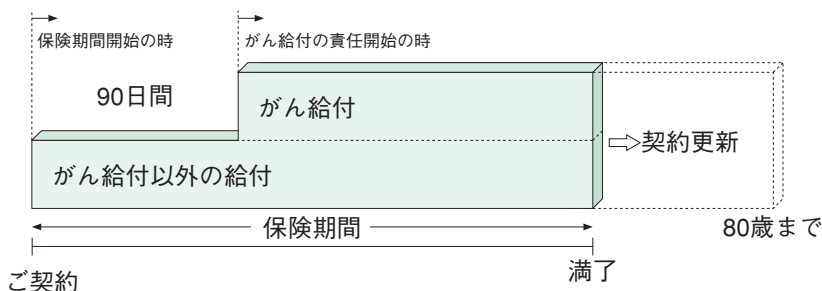 保険期間開始の時
がん給付の責任開始の時
90日間
がん給付
がん給付以外の給付
契約更新
保険期間
80歳まで
ご契約
満了